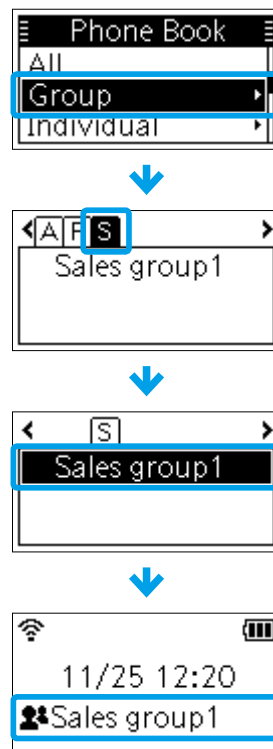 Phone Book
All
Group
Individual
A F S
Sales group1
S
Sales group1
11/25 12:20
Sales group1